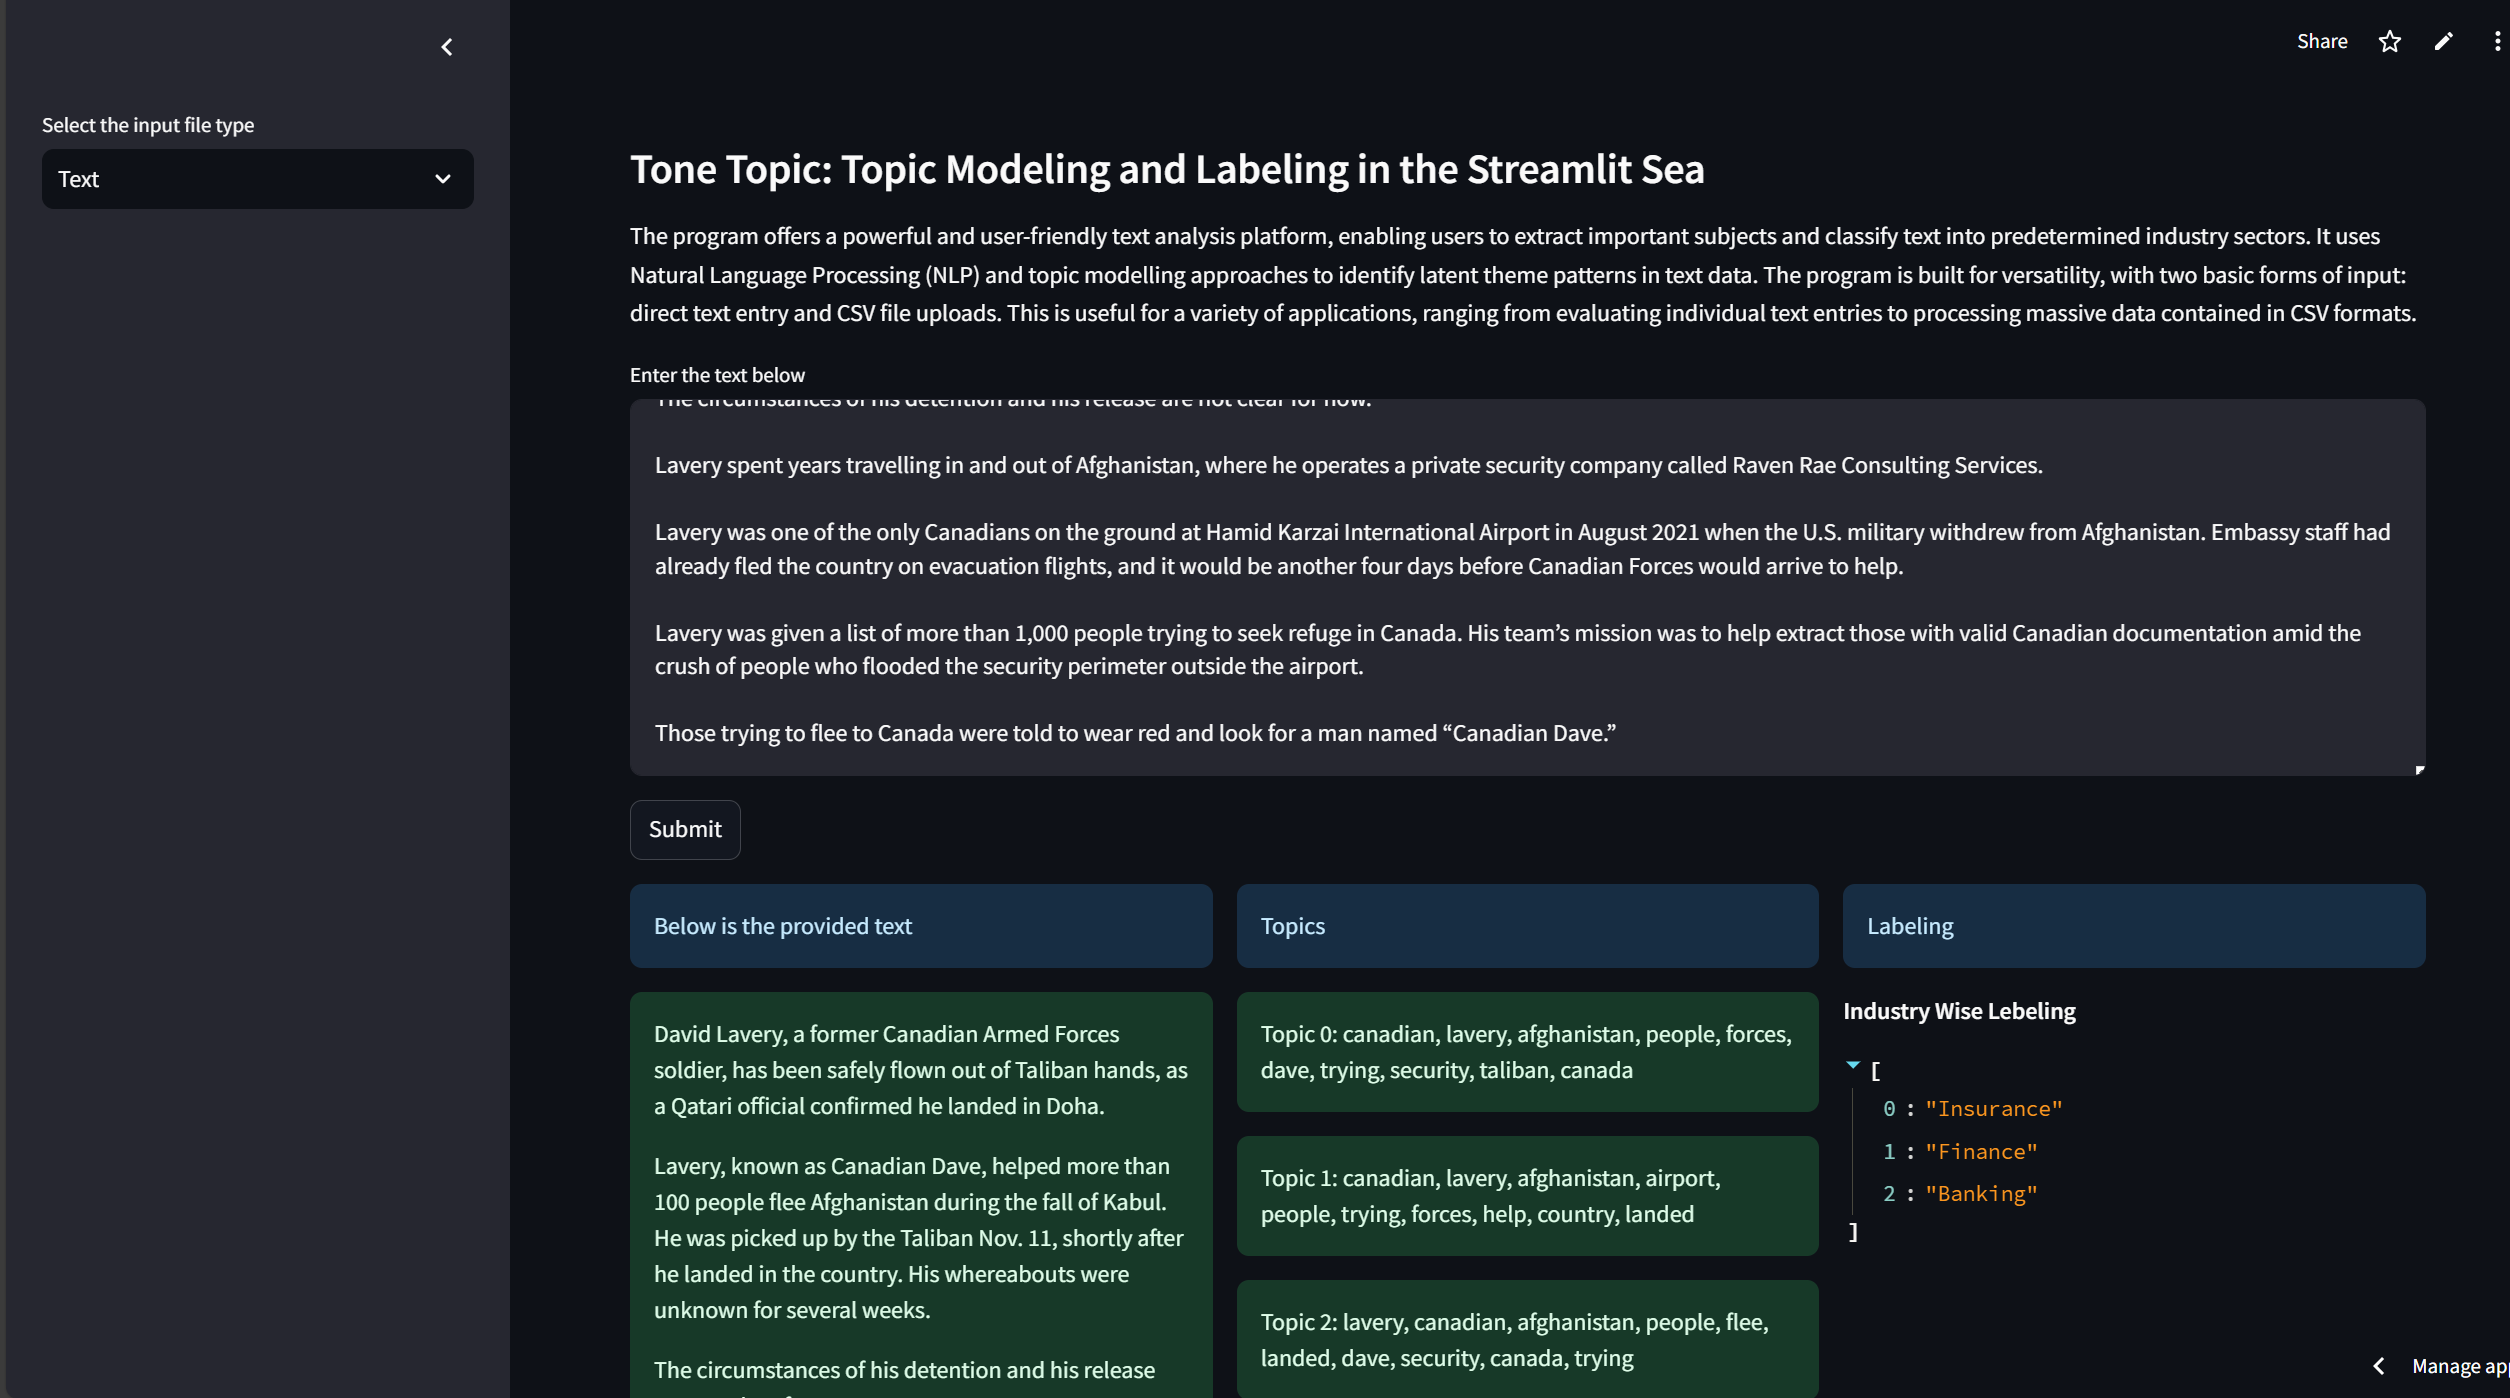 Share
Select the input file type
Text
Tone Topic: Topic Modeling and Labeling in the Streamlit Sea
The program offers a powerful and user-friendly text analysis platform, enabling users to extract important subjects and classify text into predetermined industry sectors. It uses
Natural Language Processing (NLP) and topic modelling approaches to identify latent theme patterns in text data. The program is built for versatility, with two basic forms of input:
direct text entry and CSV file uploads. This is useful for a variety of applications, ranging from evaluating individual text entries to processing massive data contained in CSV formats.
Enter the text below
The circumstances of his detention and his release are not clear for now.
Lavery spent years travelling in and out of Afghanistan, where he operates a private security company called Raven Rae Consulting Services.
Lavery was one of the only Canadians on the ground at Hamid Karzai International Airport in August 2021 when the U.S. military withdrew from Afghanistan. Embassy staff had
already fled the country on evacuation flights, and it would be another four days before Canadian Forces would arrive to help.
Lavery was given a list of more than 1,000 people trying to seek refuge in Canada. His team’s mission was to help extract those with valid Canadian documentation amid the
crush of people who flooded the security perimeter outside the airport.
Those trying to flee to Canada were told to wear red and look for a man named “Canadian Dave.”
Submit
Below is the provided text
David Lavery, a former Canadian Armed Forces
soldier, has been safely flown out of Taliban hands, as
a Qatari official confirmed he landed in Doha.
Lavery, known as Canadian Dave, helped more than
100 people flee Afghanistan during the fall of Kabul.
He was picked up by the Taliban Nov. 11, shortly after
he landed in the country. His whereabouts were
unknown for several weeks.
The circumstances of his detention and his release
Topics
Topic 0: canadian, lavery, afghanistan, people, forces,
dave, trying, security, taliban, canada
Topic 1: canadian, lavery, afghanistan, airport,
people, trying, forces, help, country, landed
Topic 2: lavery, canadian, afghanistan, people, flee,
landed, dave, security, canada, trying
Labeling
Industry Wise Lebeling
[
0 : "Insurance"
1 : "Finance"
2 : "Banking"
]
Manage app